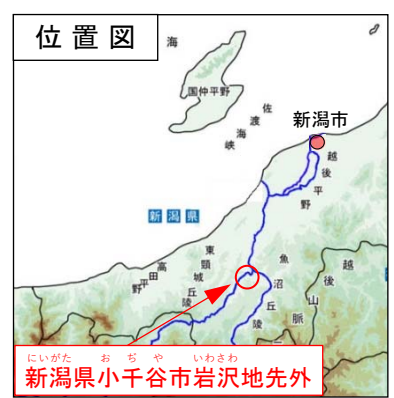 位置図
海
国仲平野
佐渡海峡
新潟市
越後平野
新潟県
東頸城丘陵
高田平野
魚沼丘陵
越後山脈
にいがた おぢや いわさわ
新潟県小千谷市岩沢地先外